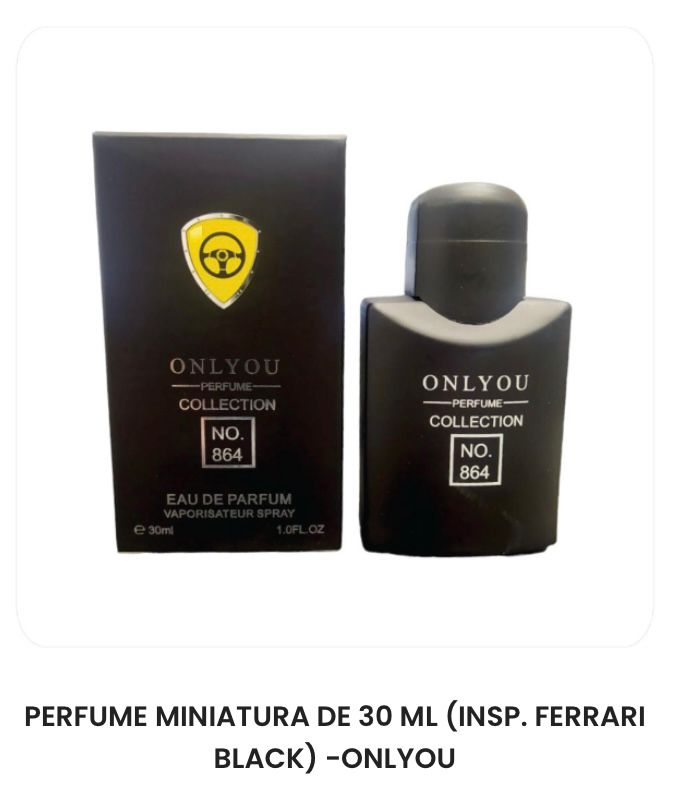 ONLYOU
PERFUME
COLLECTION
NO.
864
EAU DE PARFUM
VAPORISATEUR SPRAY
℮ 30ml 1.0FL.OZ
ONLYOU
PERFUME
COLLECTION
NO.
864
PERFUME MINIATURA DE 30 ML (INSP. FERRARI
BLACK) -ONLYOU